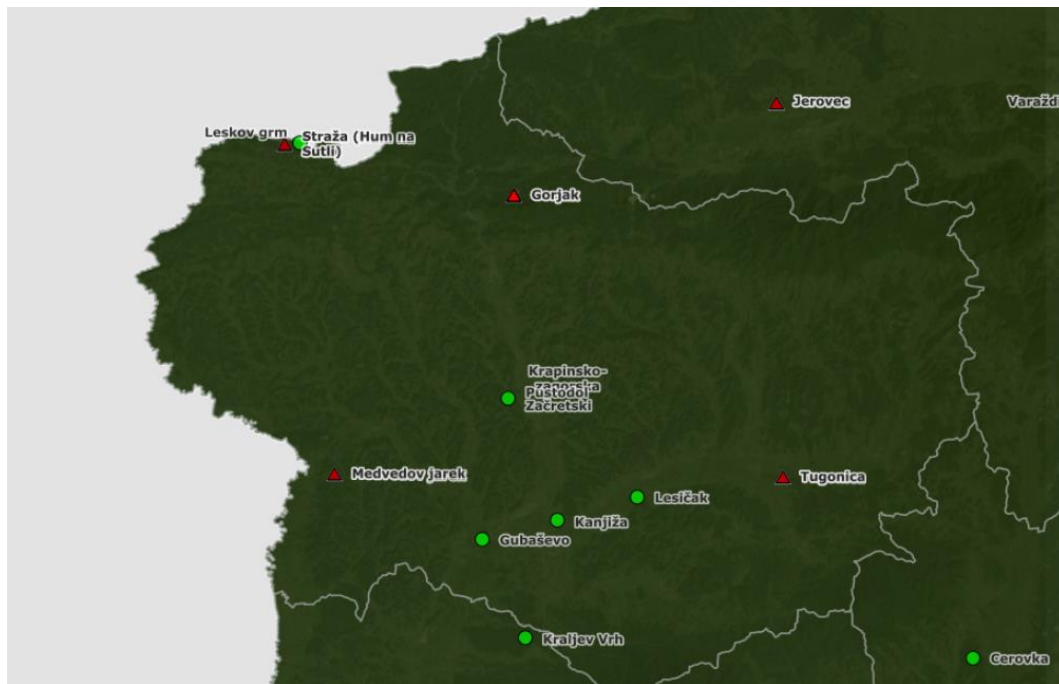 Jerovec
Varažd
Leskov grm
Straža (Hum na
Sutli)
Gorjak
Krapinsko-
zagorska
Pustodol
Začretski
Medvedov jarek
Tugonica
Lesičak
Kanjiža
Gubaševo
Kraljev Vrh
Cerovka